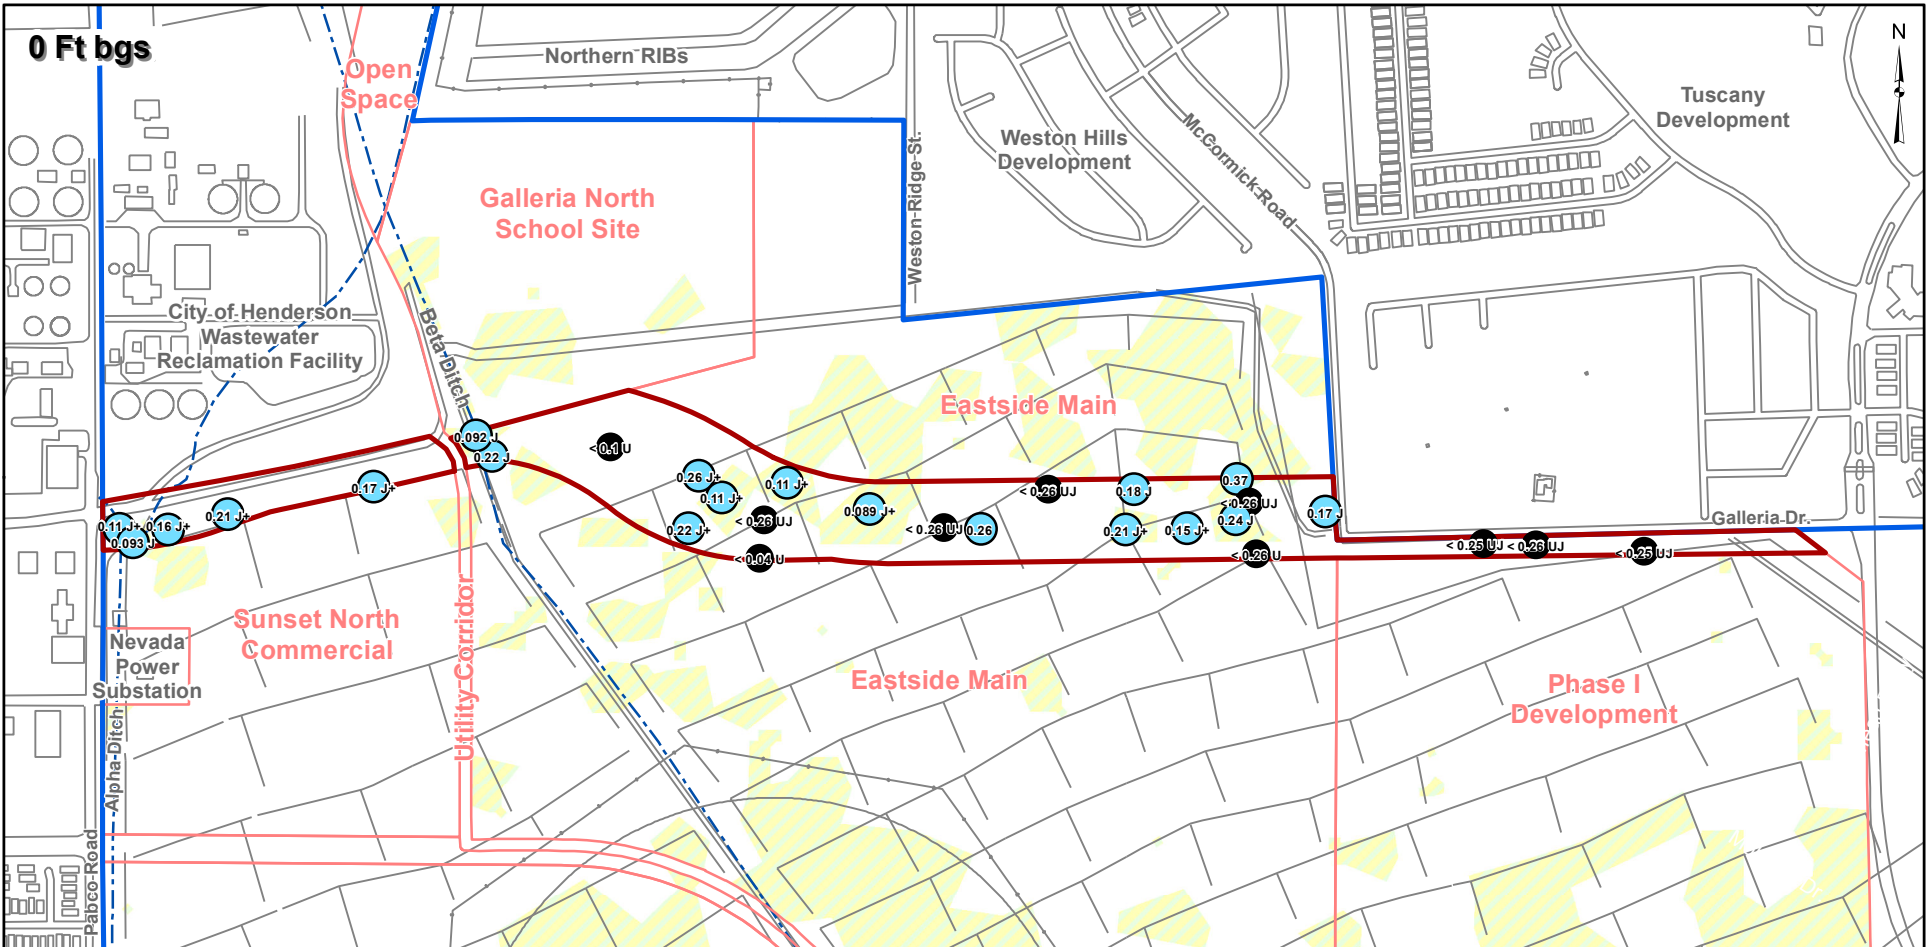 0 Ft bgs
N
Northern RIBs
Open
Space
Tuscany
Development
Weston Hills
Development
McCormick Road
Weston Ridge St.
Galleria North
School Site
City of Henderson
Wastewater
Reclamation Facility
Beta Ditch
Eastside Main
0.092 J
0.22 J
< 0.1 U
0.26 J+
0.11 J+
0.11 J+
0.17 J+
0.21 J+
0.16 J+
0.11 J+
0.093 J
0.22 J+
< 0.26 UJ
< 0.04 U
0.089 J+
< 0.26 UJ
0.26
< 0.26 UJ
0.18 J
0.37
< 0.26 UJ
0.24 J
0.21 J+
0.15 J+
0.17 J
< 0.26 U
< 0.25 UJ
< 0.26 UJ
< 0.25 UJ
Galleria Dr.
Sunset North
Commercial
Utility Corridor
Nevada
Power
Substation
Alpha Ditch
Pabco Road
Eastside Main
Phase I
Development